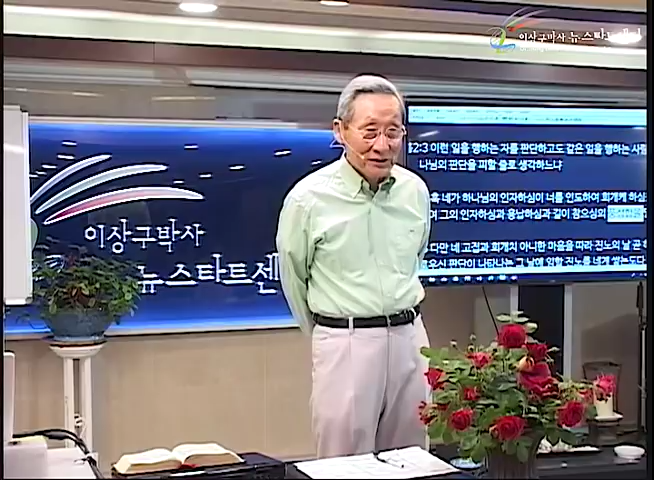 이상구박사 뉴스타트센터
이상구박사
뉴스타트센
2:3 이런 일을 행하는 자를 판단하고도 같은 일을 행하는 사람
나님의 판단을 피할 줄로 생각하느냐
혹 네가 하나님의 인자하심이 너를 인도하여 회개케 하심
며 그의 인자하심과 용납하심과 길이 참으심의
다만 네 고집과 회개치 아니한 마음을 따라 진노의 날 곧 하
판단이 나타나는 그 날에 임할 진노를 네게 쌓는도다